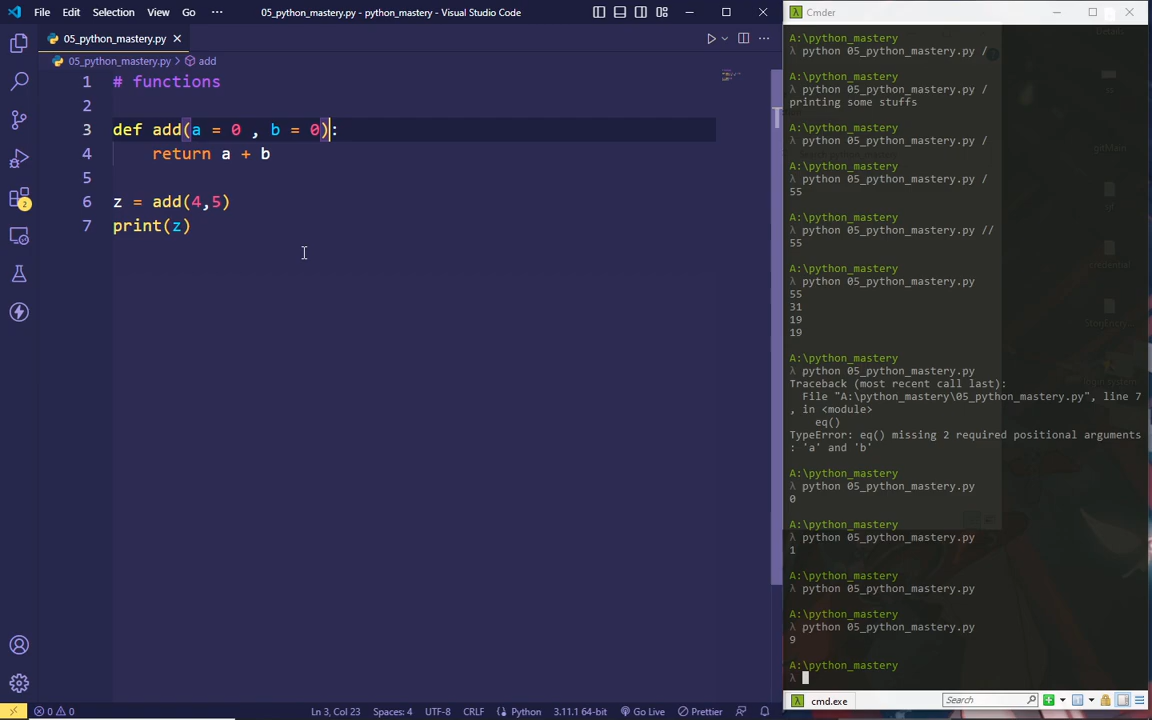 File Edit Selection View Go ··· 05_python_mastery.py - python_mastery - Visual Studio Code
05_python_mastery.py
05_python_mastery.py > add
1 # functions
2
3 def add(a = 0 , b = 0):
4 return a + b
5
6 z = add(4,5)
7 print(z)
2
0 0 Ln 3, Col 23 Spaces: 4 UTF-8 CRLF Python 3.11.1 64-bit Go Live Prettier
Cmder
A:\python_mastery
λ python 05_python_mastery.py /
A:\python_mastery
λ python 05_python_mastery.py /
printing some stuffs
A:\python_mastery
λ python 05_python_mastery.py /
A:\python_mastery
λ python 05_python_mastery.py /
55
A:\python_mastery
λ python 05_python_mastery.py //
55
A:\python_mastery
λ python 05_python_mastery.py
55
31
19
19
A:\python_mastery
λ python 05_python_mastery.py
Traceback (most recent call last):
File "A:\python_mastery\05_python_mastery.py", line 7
, in <module>
eq()
TypeError: eq() missing 2 required positional arguments
: 'a' and 'b'
A:\python_mastery
λ python 05_python_mastery.py
0
A:\python_mastery
λ python 05_python_mastery.py
1
A:\python_mastery
λ python 05_python_mastery.py
A:\python_mastery
λ python 05_python_mastery.py
9
A:\python_mastery
λ
cmd.exe Search